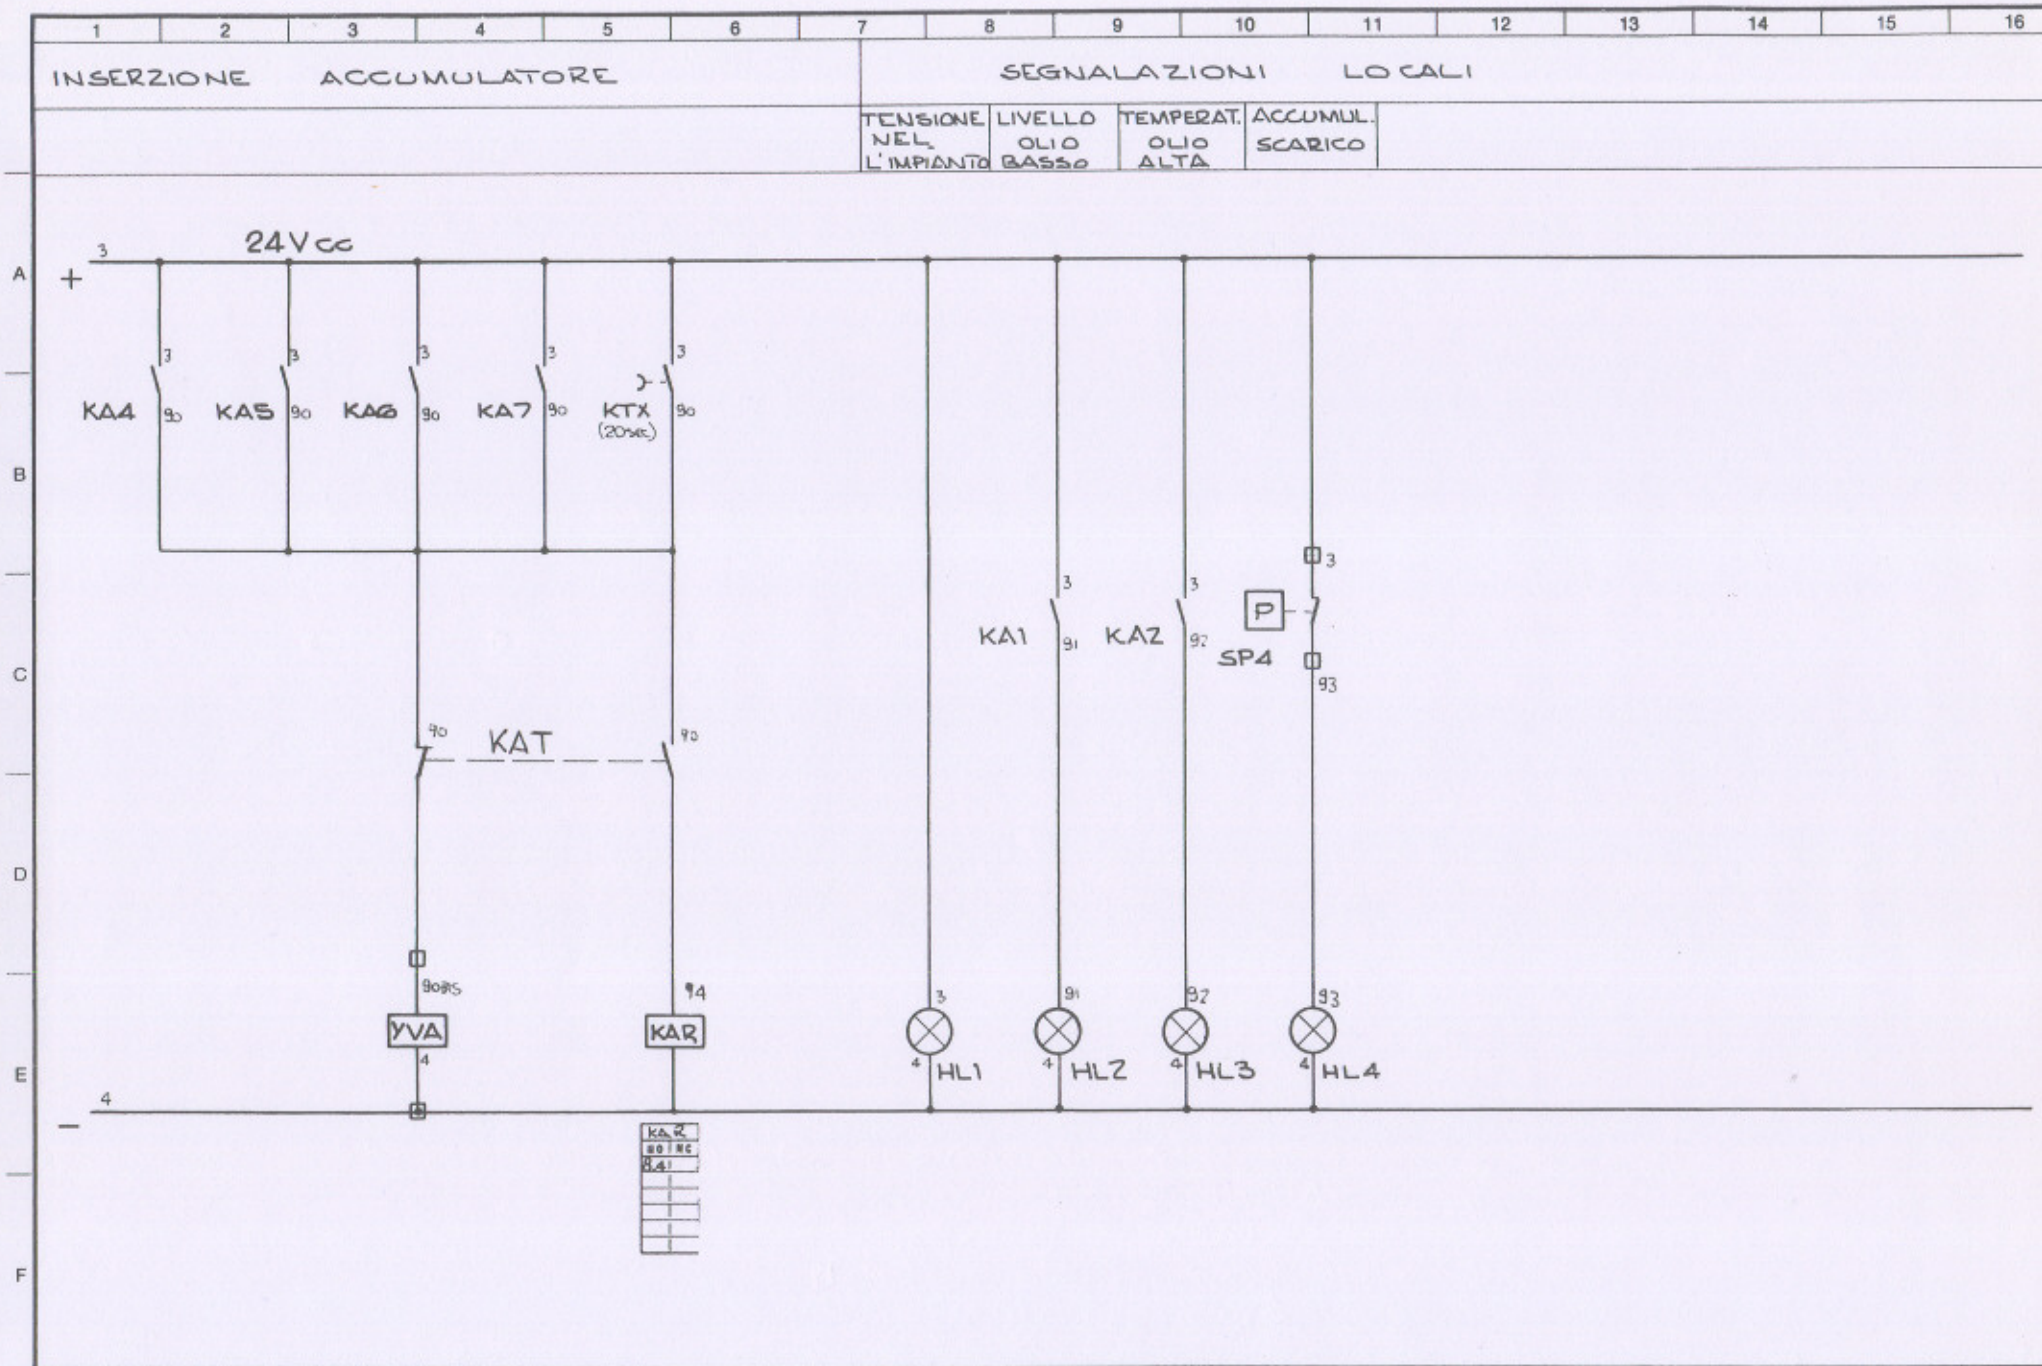 1 2 3 4 5 6 7 8 9 10 11 12 13 14 15 16
INSERZIONE ACCUMULATORE SEGNALAZIONI LOCALI
TENSIONE LIVELLO TEMPERAT. ACCUMUL.
NEL OLIO OLIO SCARICO
L'IMPIANTO BASSO ALTA
3 24Vcc
A +
3 3 3 3 3
KA4 90 KA5 90 KA6 90 KA7 90 KTX 90
(20sec)
B
3
3 3
P
KA1 91 KA2 92 SP4
C 93
90 KAT 90
D
90BIS 94 3 91 92 93
YVA KAR
4 4 4 4 4
E HL1 HL2 HL3 HL4
4
−
KAR
NO NC
8.4
F